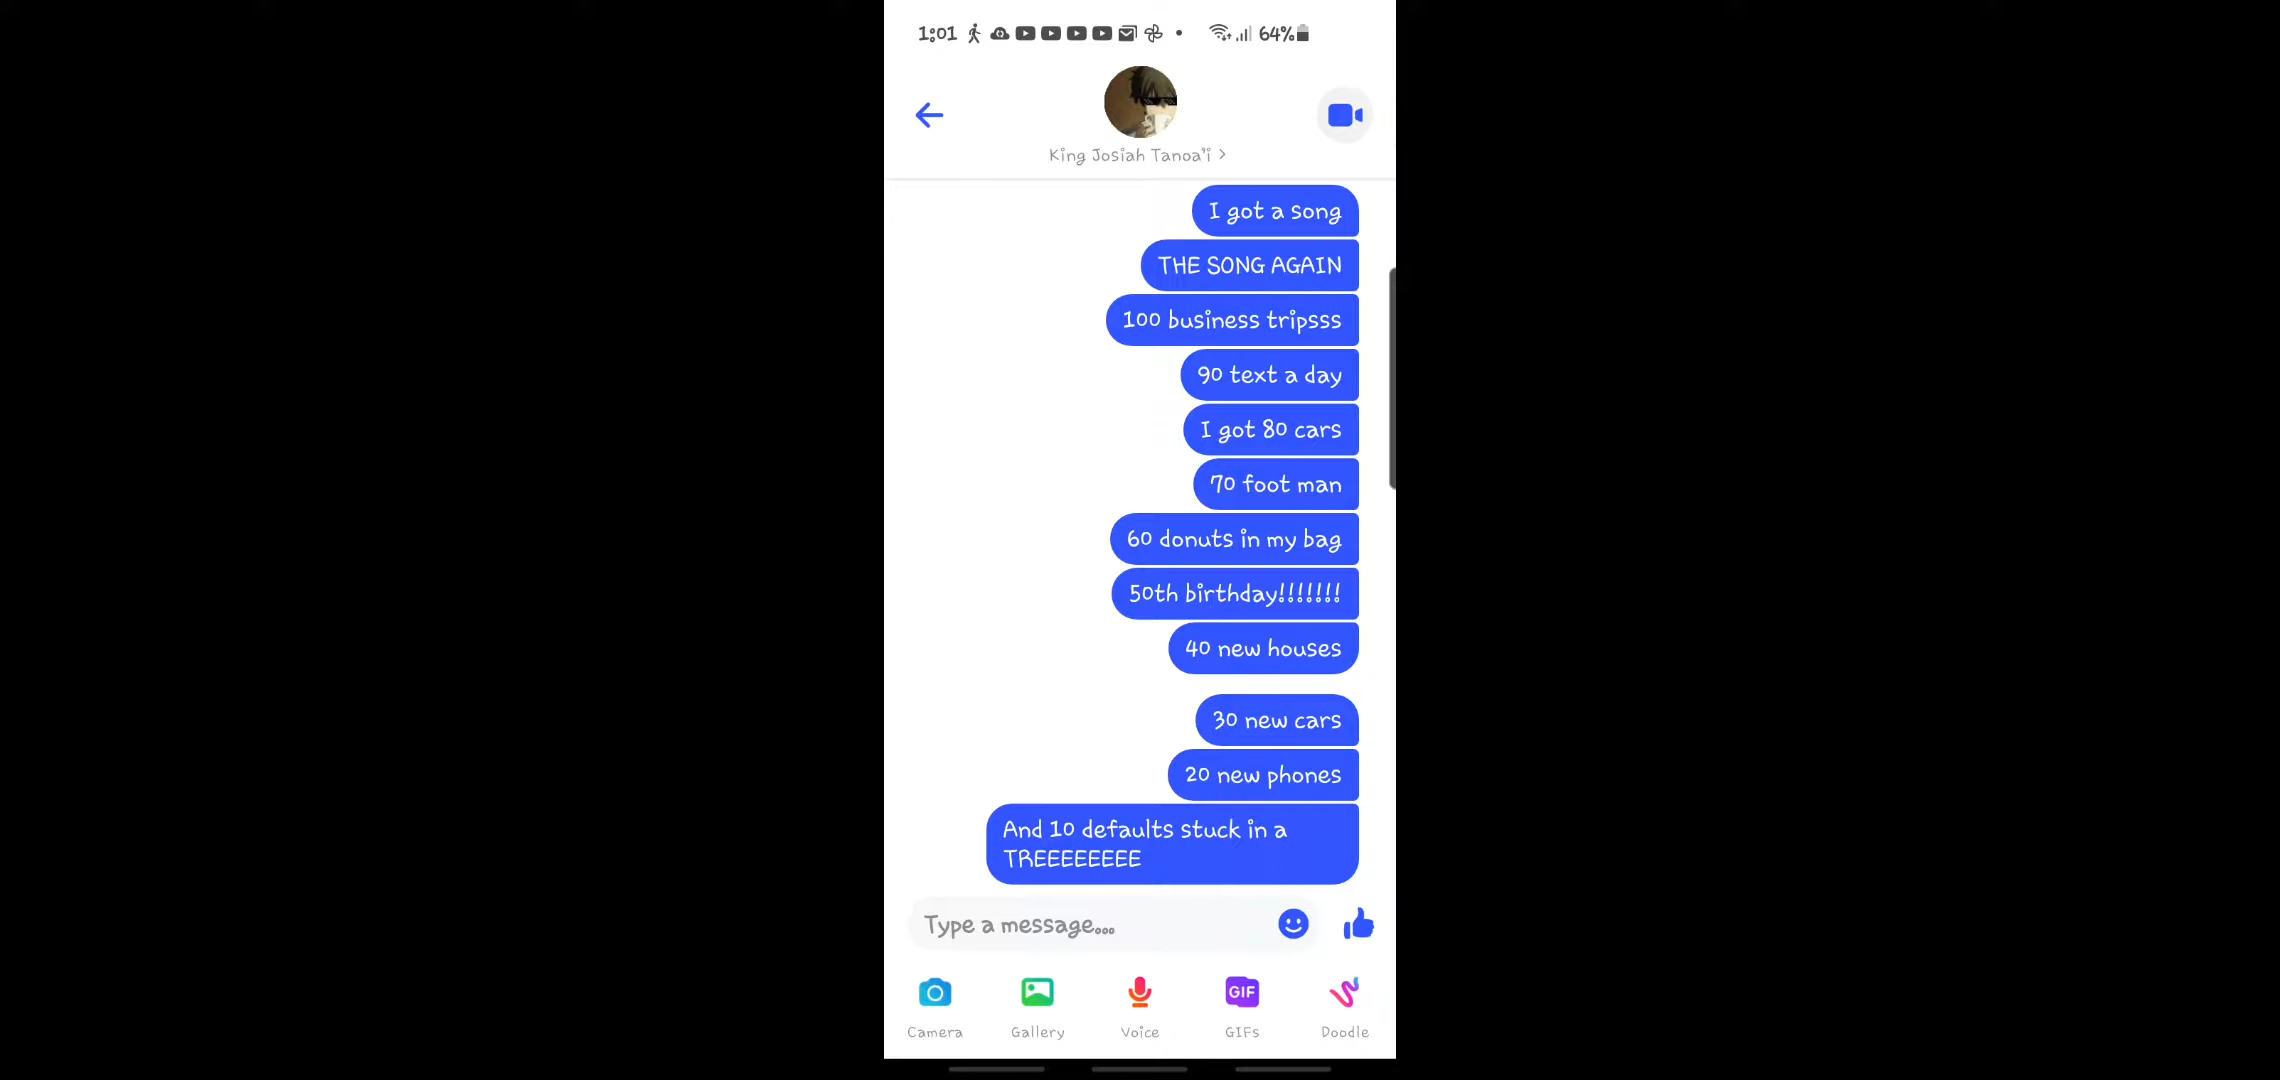 1:01 64%
King Josiah Tanoa'i >
I got a song
THE SONG AGAIN
100 business tripsss
90 text a day
I got 80 cars
70 foot man
60 donuts in my bag
50th birthday!!!!!!!
40 new houses
30 new cars
20 new phones
And 10 defaults stuck in a
TREEEEEEEE
Type a message...
GIF
Camera Gallery Voice GIFs Doodle